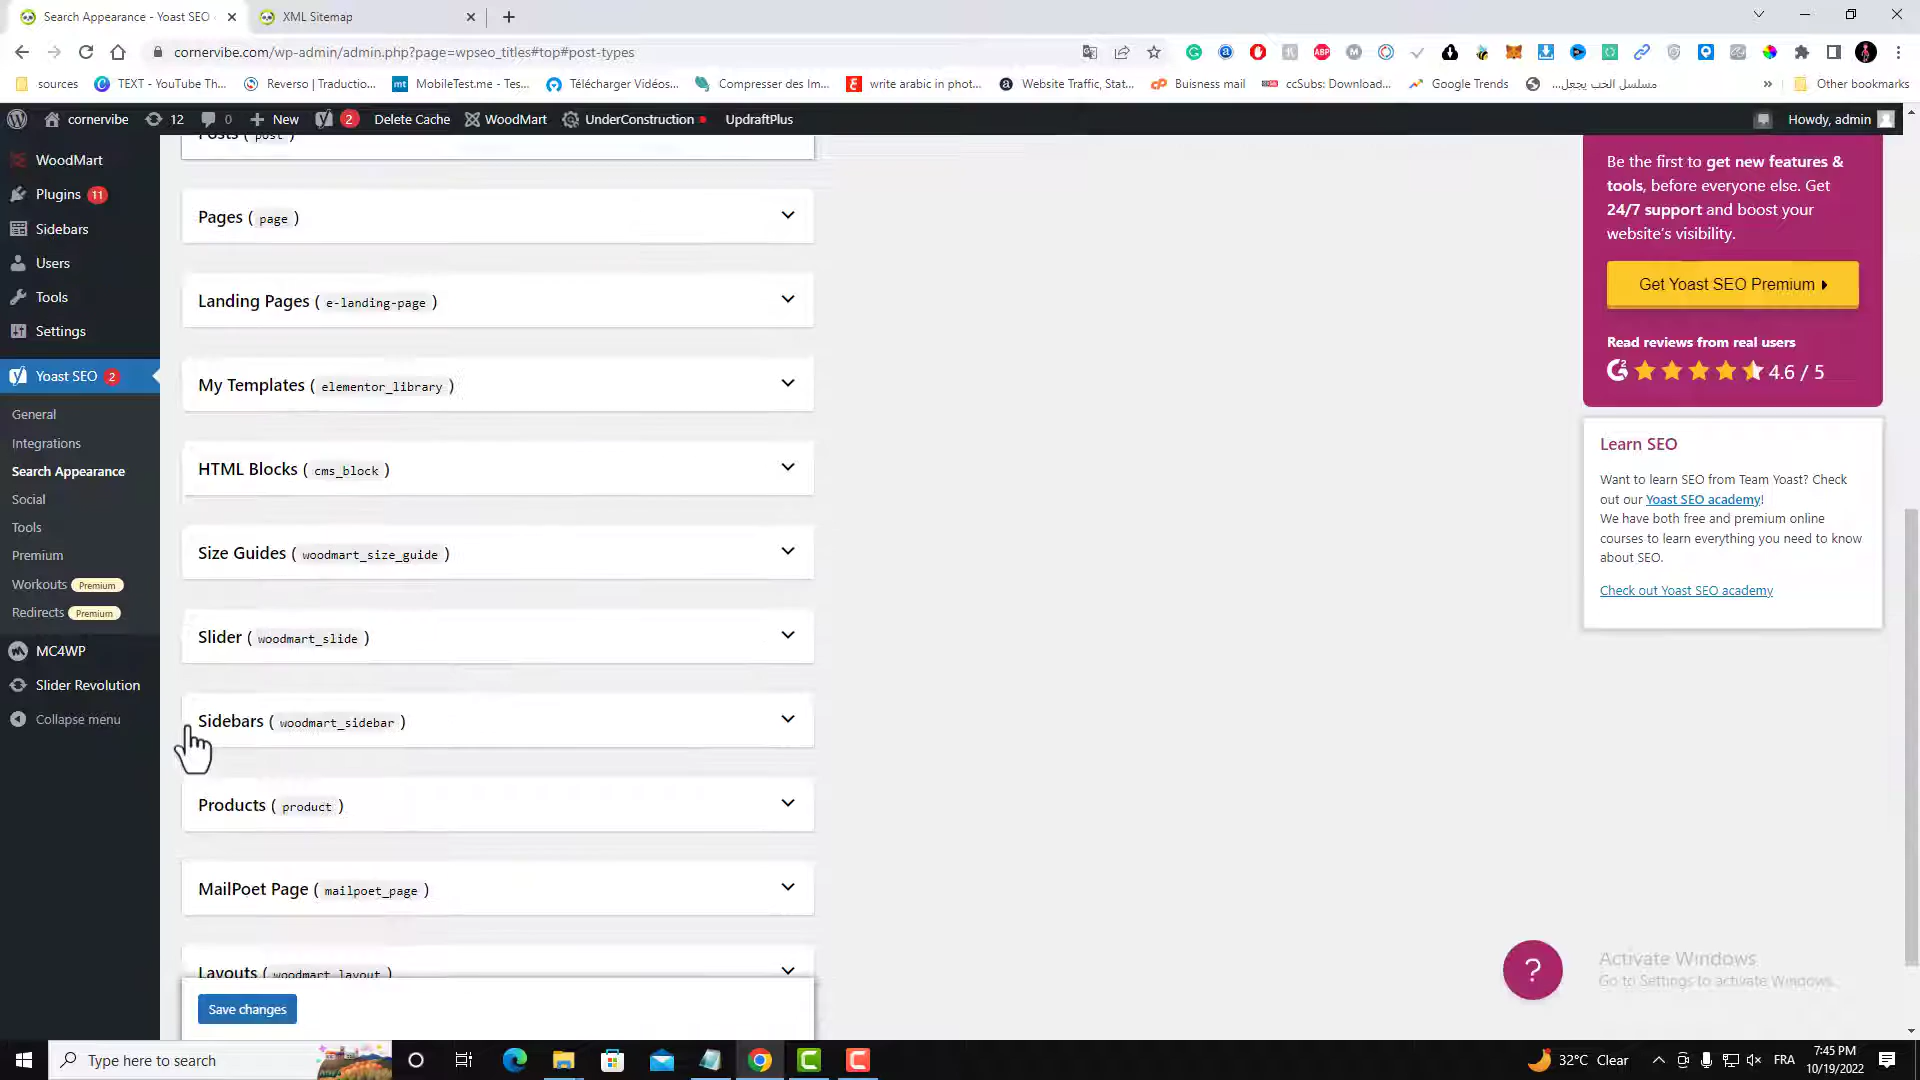 Search Appearance - Yoast SEO
XML Sitemap
cornervibe.com/wp-admin/admin.php?page=wpseo_titles#top#post-types
sources
TEXT - YouTube Th...
Reverso | Traduction...
MobileTest.me - Tes...
Télécharger Vidéos...
Compresser des Im...
write arabic in phot...
Website Traffic, Stat...
Buisness mail
ccSubs: Download...
Google Trends
مسلسل الحب يجعل...
»
Other bookmarks
cornervibe
12
0
New
2
Delete Cache
WoodMart
UnderConstruction
UpdraftPlus
Howdy, admin
WoodMart
Plugins 11
Sidebars
Users
Tools
Settings
Yoast SEO 2
General
Integrations
Search Appearance
Social
Tools
Premium
Workouts Premium
Redirects Premium
MC4WP
Slider Revolution
Collapse menu
Posts ( post )
Pages ( page )
Landing Pages ( e-landing-page )
My Templates ( elementor_library )
HTML Blocks ( cms_block )
Size Guides ( woodmart_size_guide )
Slider ( woodmart_slide )
Sidebars ( woodmart_sidebar )
Products ( product )
MailPoet Page ( mailpoet_page )
Layouts ( woodmart_layout )
Save changes
Be the first to get new features &
tools, before everyone else. Get
24/7 support and boost your
website's visibility.
Get Yoast SEO Premium
Read reviews from real users
4.6 / 5
Learn SEO
Want to learn SEO from Team Yoast? Check
out our Yoast SEO academy!
We have both free and premium online
courses to learn everything you need to know
about SEO.
Check out Yoast SEO academy
?
Activate Windows
Go to Settings to activate Windows.
Type here to search
32°C Clear
FRA
7:45 PM
10/19/2022